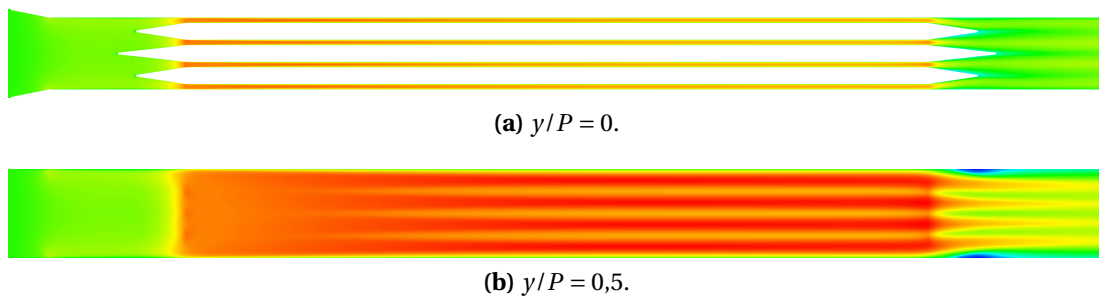 (a) y/P = 0.
(b) y/P = 0,5.